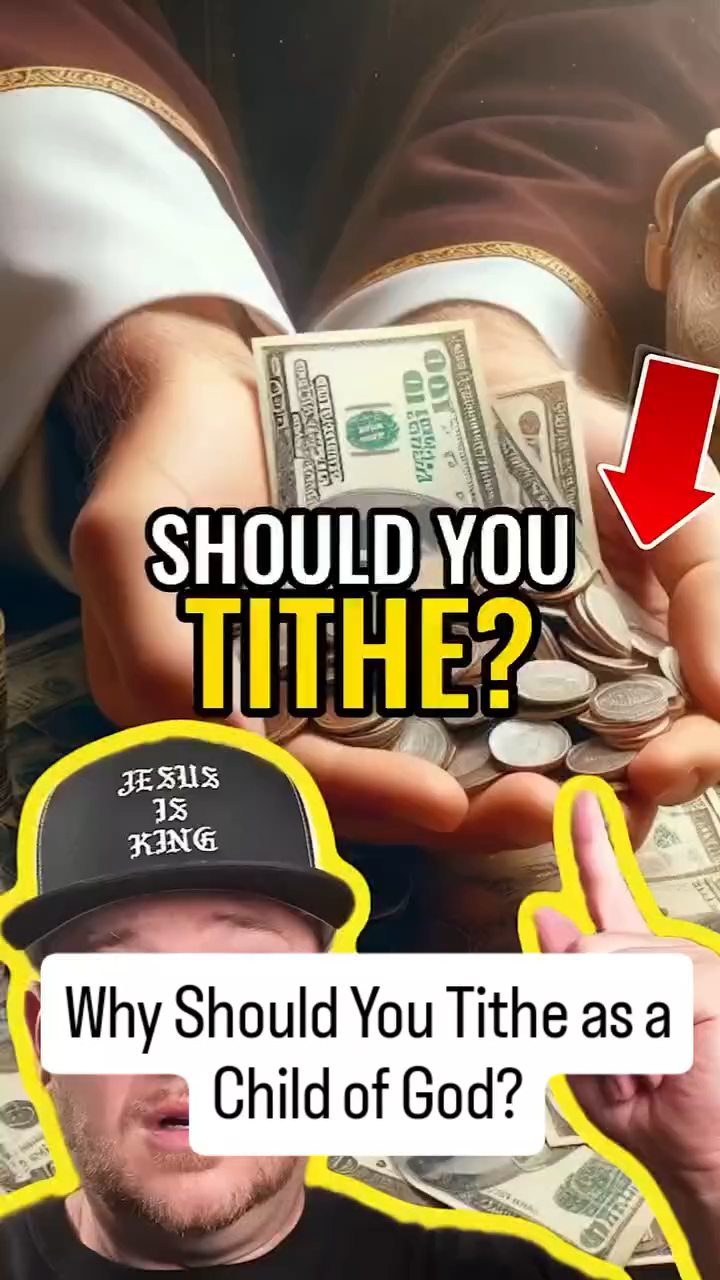 SHOULD YOU
TITHE?
JESUS
IS
KING
Why Should You Tithe as a
Child of God?